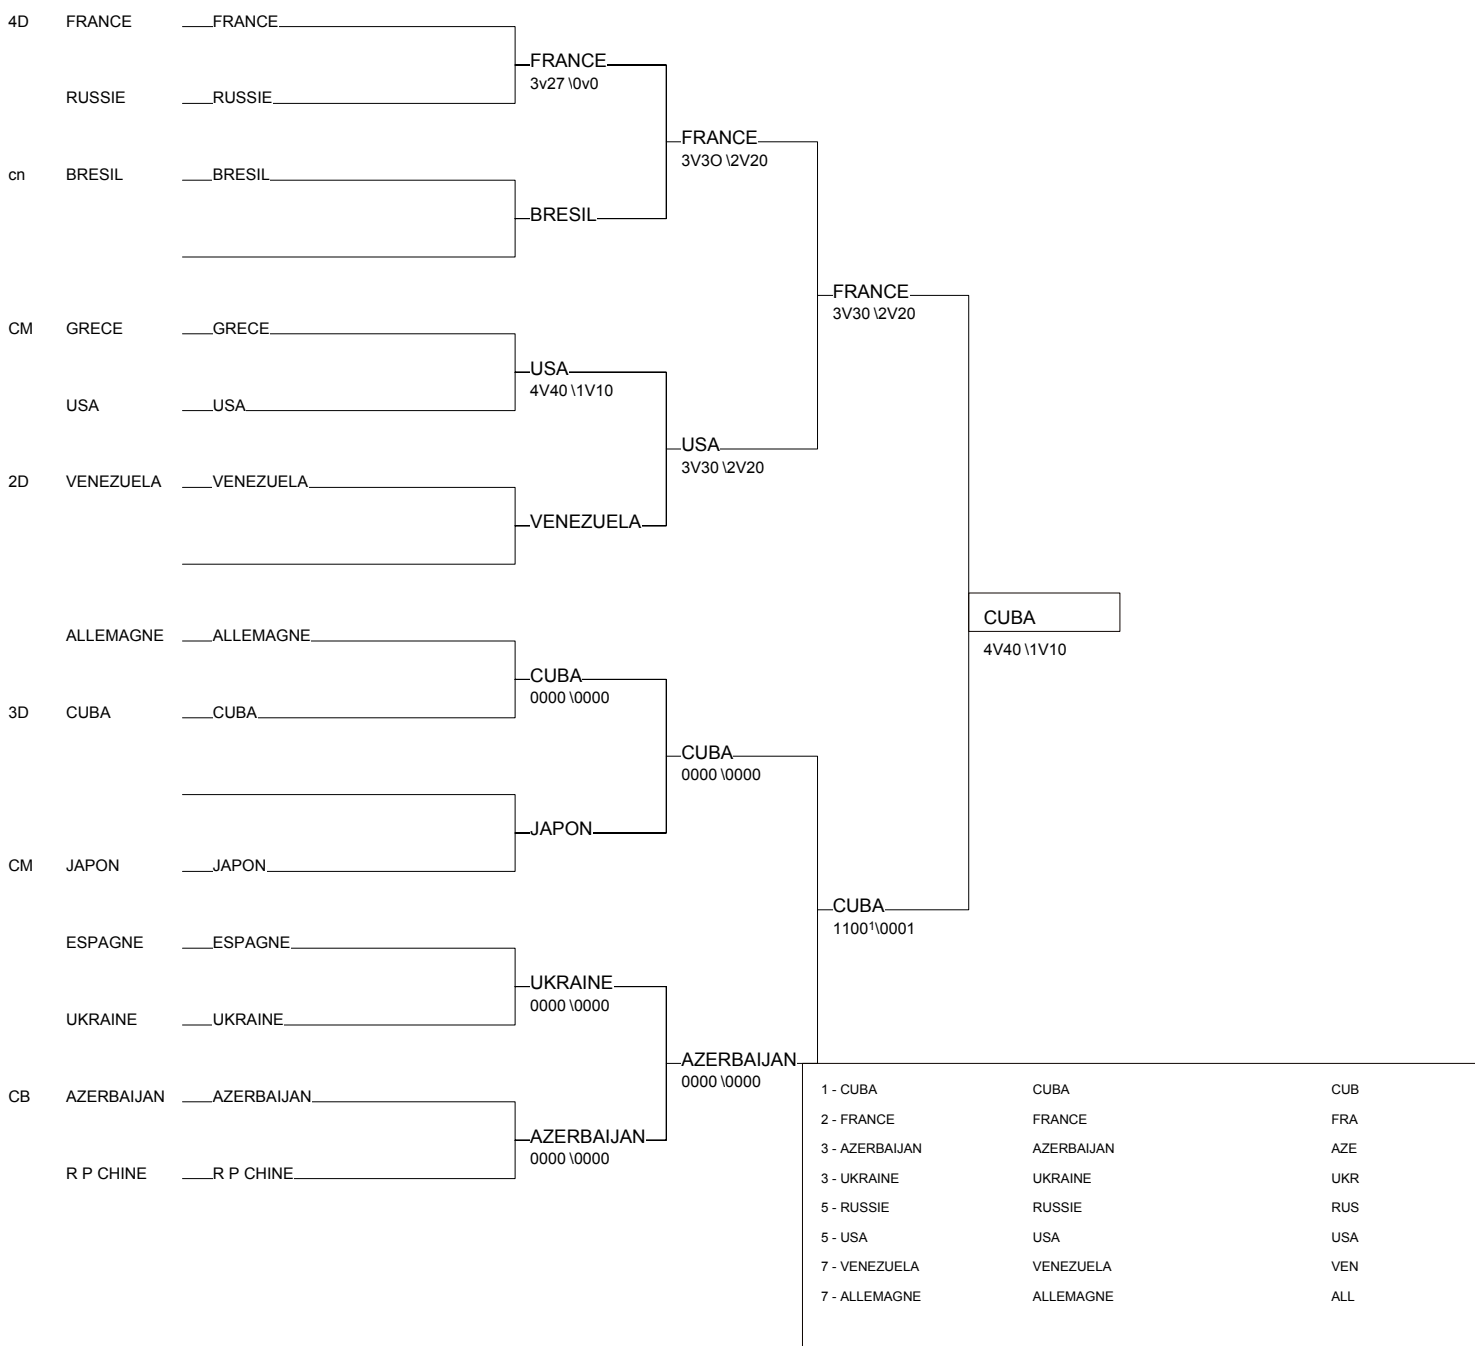 4D FRANCE FRANCE
FRANCE
3v27 \0v0
RUSSIE RUSSIE
FRANCE
3V3O \2V20
cn BRESIL BRESIL
BRESIL
FRANCE
3V30 \2V20
CM GRECE GRECE
USA
4V40 \1V10
USA USA
USA
3V30 \2V20
2D VENEZUELA VENEZUELA
VENEZUELA
CUBA
4V40 \1V10
ALLEMAGNE ALLEMAGNE
CUBA
0000 \0000
3D CUBA CUBA
CUBA
0000 \0000
JAPON
CM JAPON JAPON
CUBA
1100¹\0001
ESPAGNE ESPAGNE
UKRAINE
0000 \0000
UKRAINE UKRAINE
AZERBAIJAN
0000 \0000
CB AZERBAIJAN AZERBAIJAN
AZERBAIJAN
0000 \0000
R P CHINE R P CHINE
1 - CUBA CUBA CUB
2 - FRANCE FRANCE FRA
3 - AZERBAIJAN AZERBAIJAN AZE
3 - UKRAINE UKRAINE UKR
5 - RUSSIE RUSSIE RUS
5 - USA USA USA
7 - VENEZUELA VENEZUELA VEN
7 - ALLEMAGNE ALLEMAGNE ALL